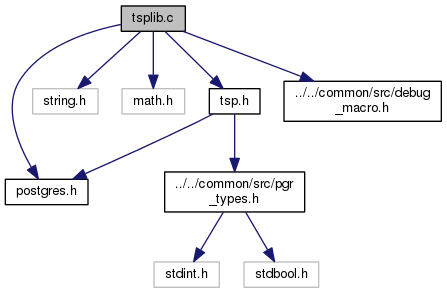 tsplib.c
string.h
math.h
tsp.h
../../common/src/debug
_macro.h
postgres.h
../../common/src/pgr
_types.h
stdint.h
stdbool.h